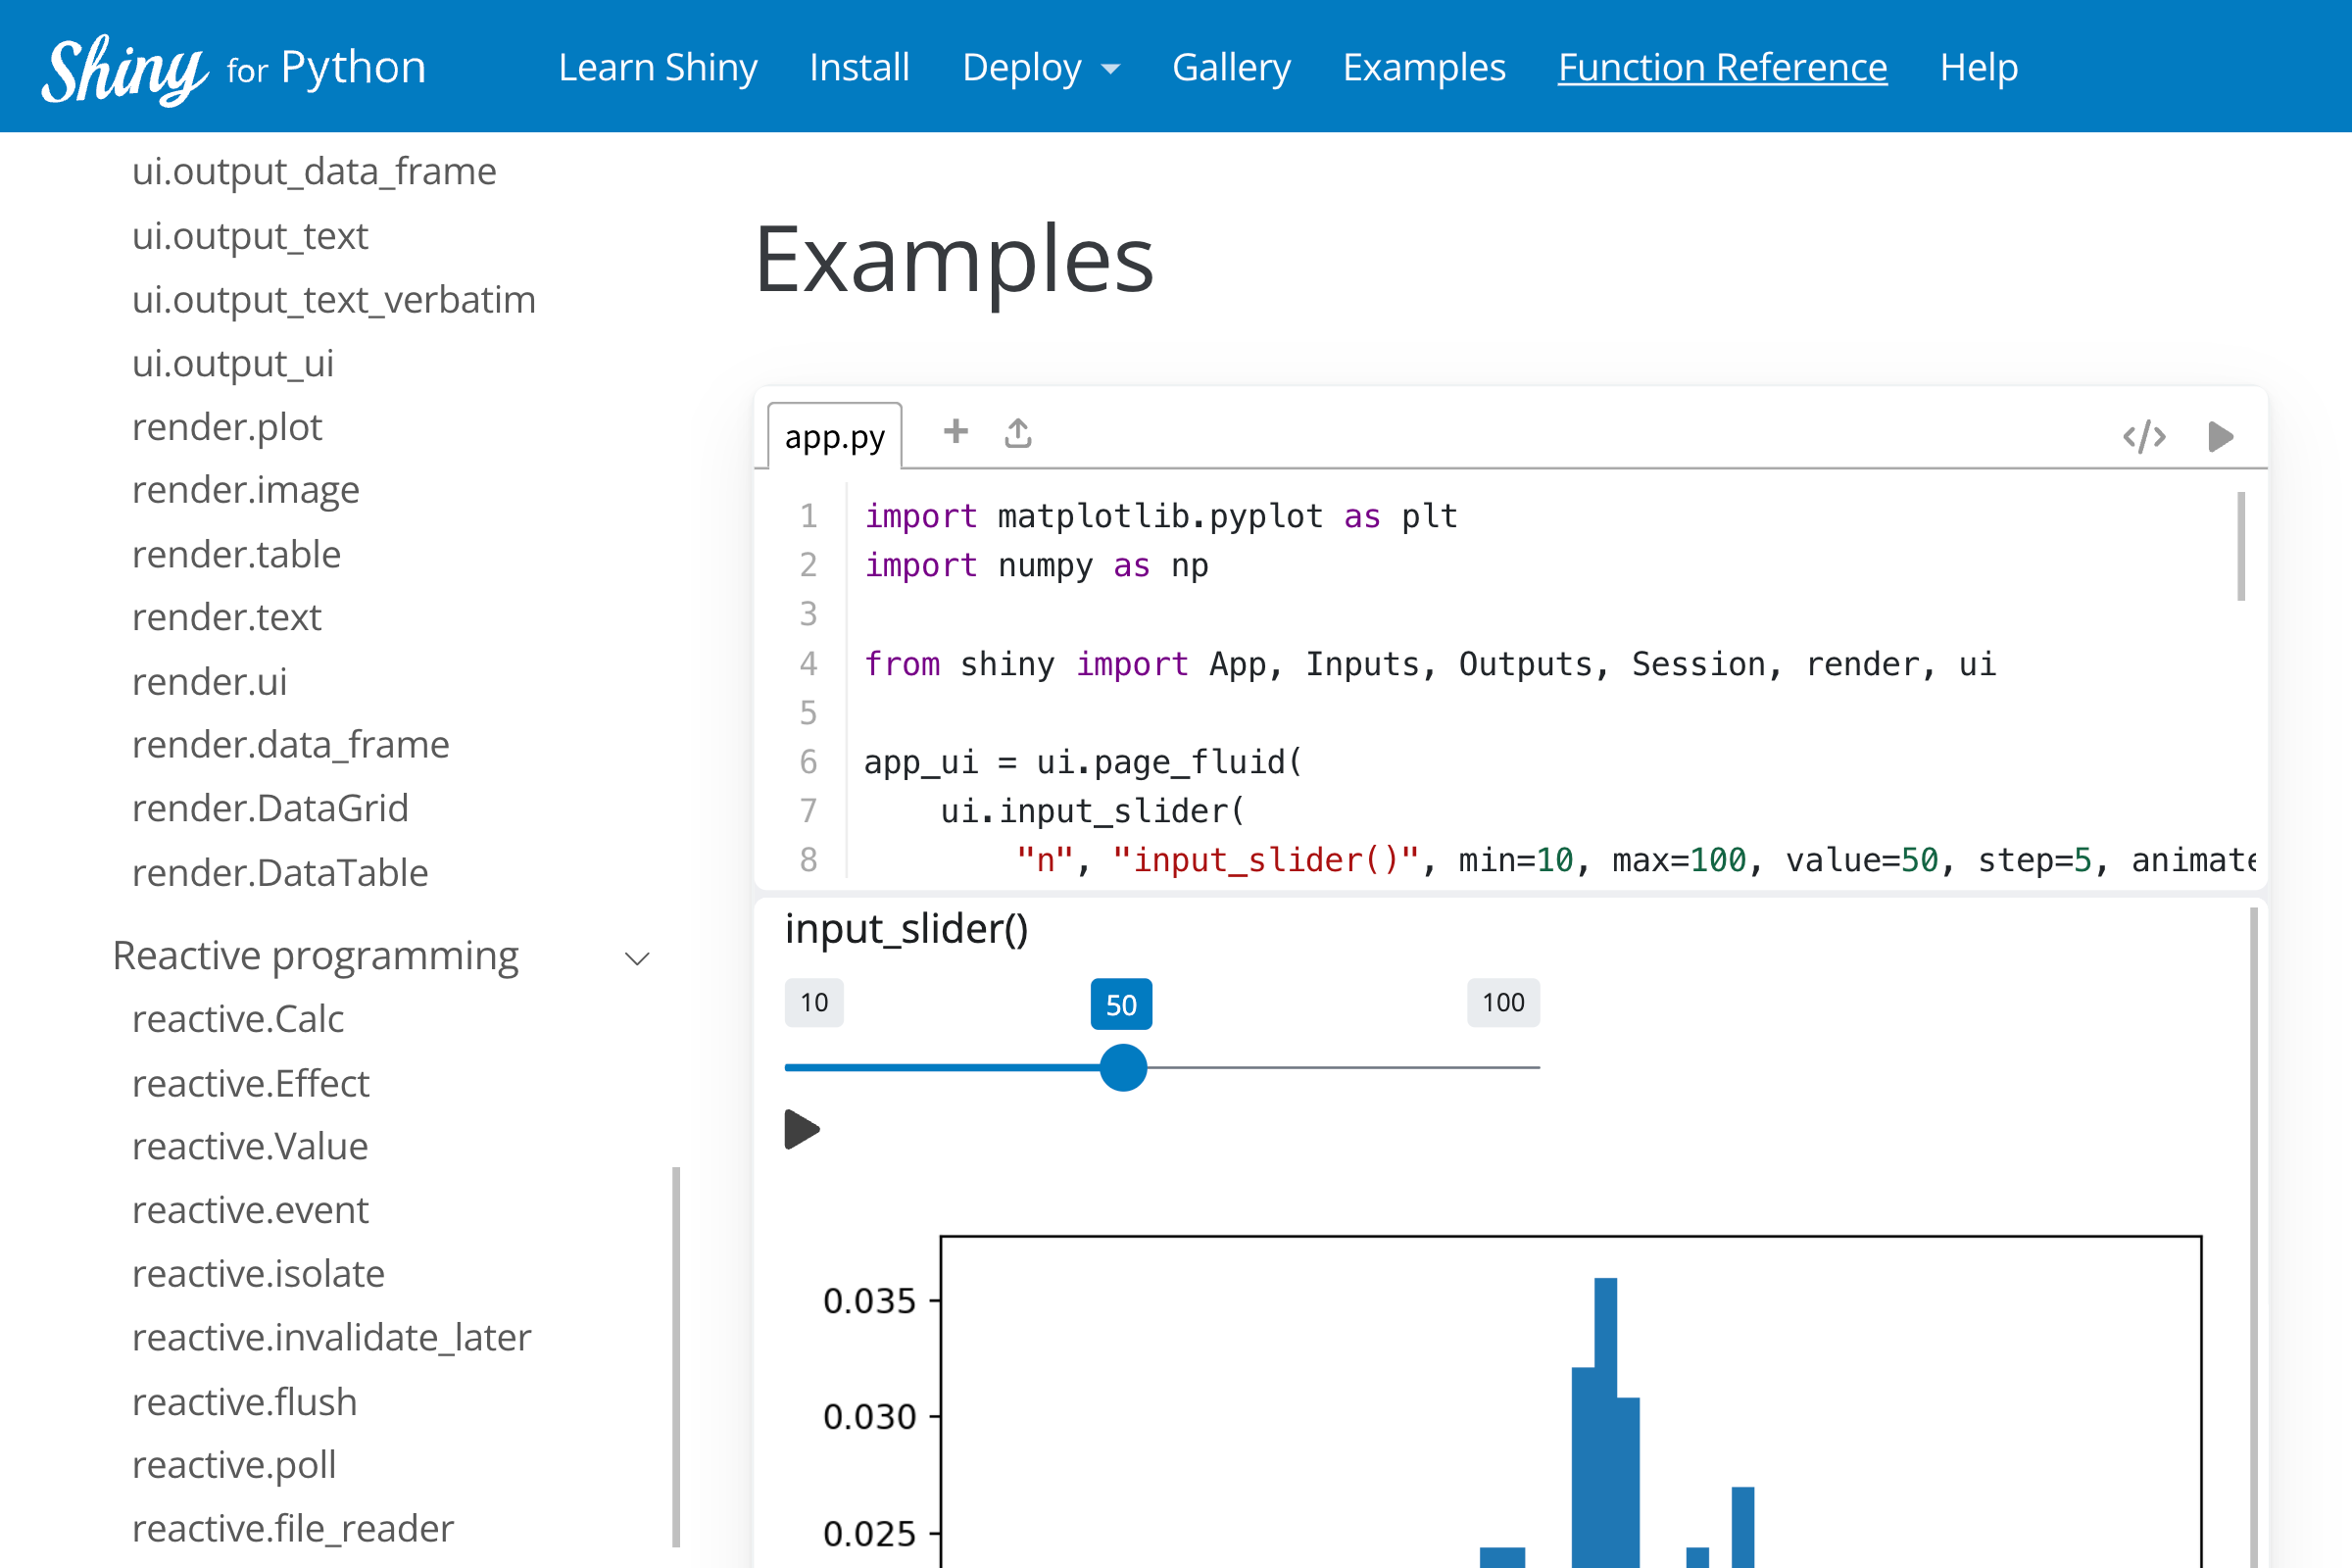 Shiny for Python Learn Shiny Install Deploy Gallery Examples Function Reference Help
ui.output_data_frame
ui.output_text
ui.output_text_verbatim
ui.output_ui
render.plot
render.image
render.table
render.text
render.ui
render.data_frame
render.DataGrid
render.DataTable
Reactive programming
reactive.Calc
reactive.Effect
reactive.Value
reactive.event
reactive.isolate
reactive.invalidate_later
reactive.flush
reactive.poll
reactive.file_reader
Examples
app.py
1 import matplotlib.pyplot as plt
2 import numpy as np
3
4 from shiny import App, Inputs, Outputs, Session, render, ui
5
6 app_ui = ui.page_fluid(
7     ui.input_slider(
8         "n", "input_slider()", min=10, max=100, value=50, step=5, animate
input_slider()
10 50 100
0.035
0.030
0.025